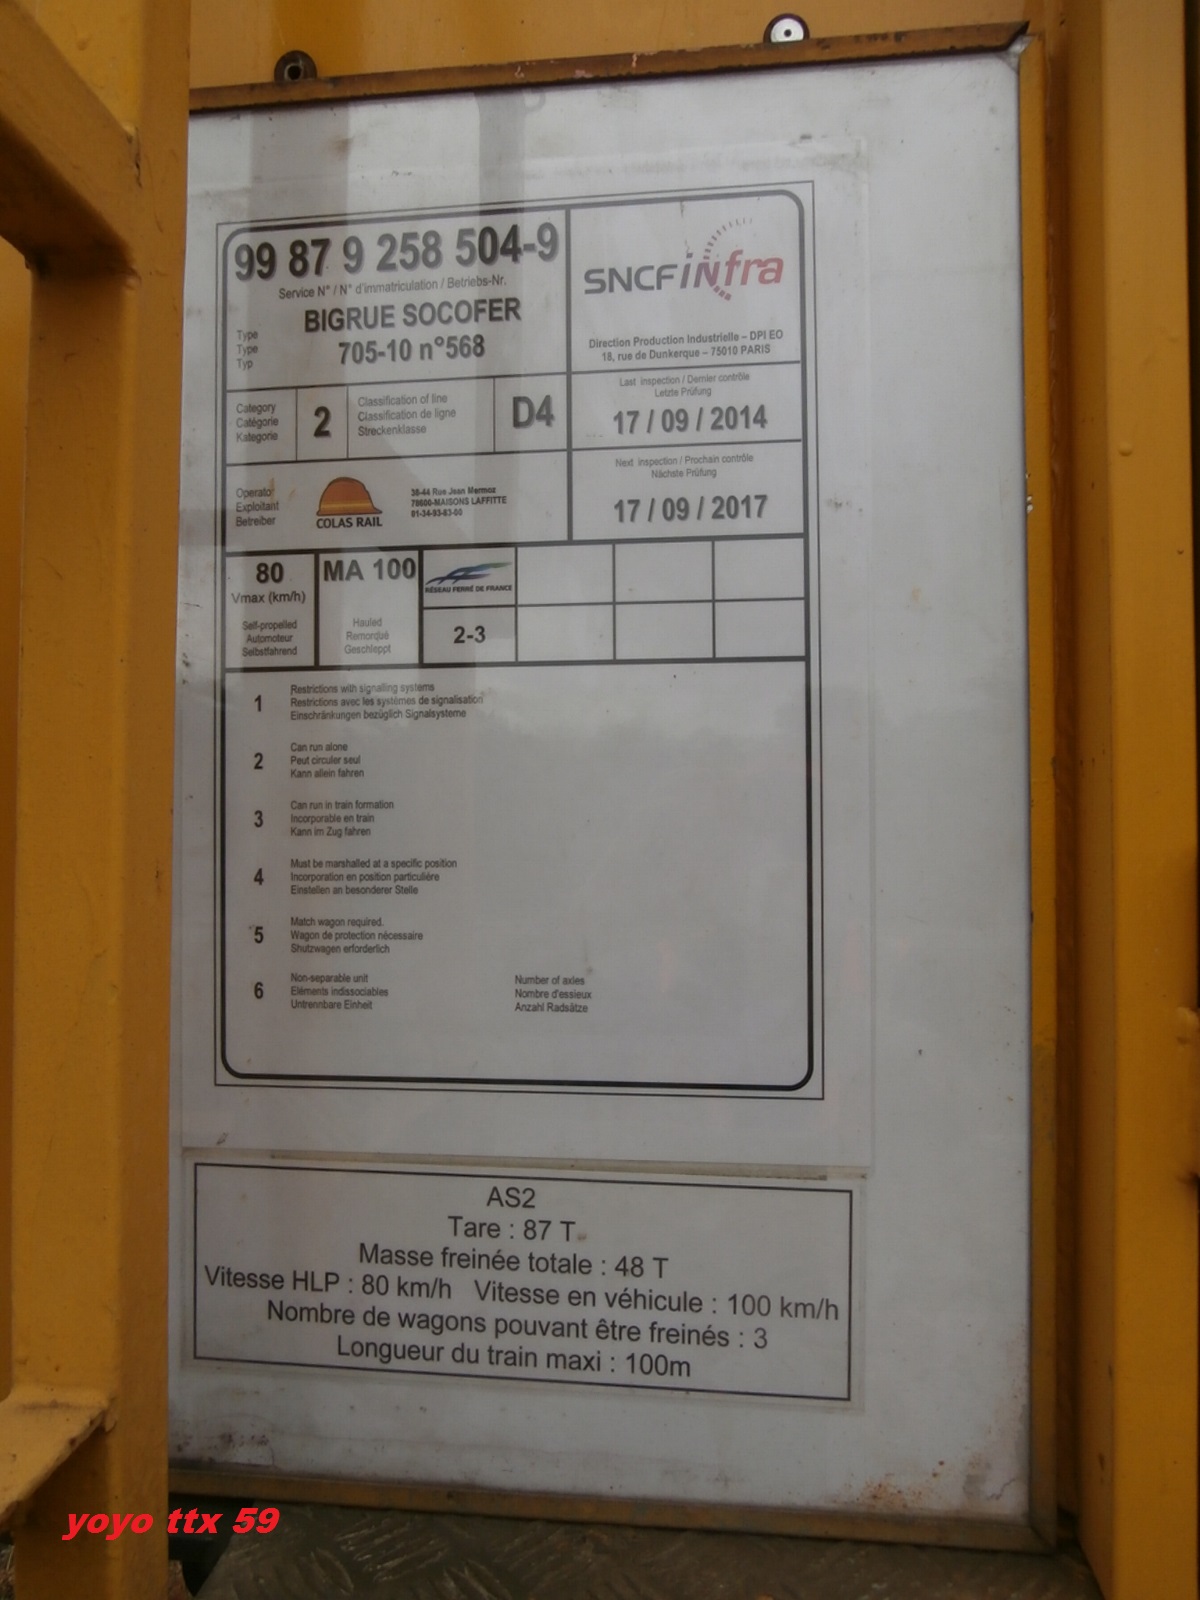 99 87 9 258 504-9
Service N° / N° d'immatriculation / Betriebs-Nr.
Type
Type
Typ
BIGRUE SOCOFER
705-10 n°568
SNCF infra
Direction Production Industrielle – DPI EO
18, rue de Dunkerque – 75010 PARIS
Category
Catégorie
Kategorie
2
Classification of line
Classification de ligne
Streckenklasse
D4
Last inspection / Dernier contrôle
Letzte Prüfung
17 / 09 / 2014
Operator
Exploitant
Betreiber
COLAS RAIL
38-44 Rue Jean Mermoz
78600-MAISONS LAFFITTE
01-34-93-83-00
Next inspection / Prochain contrôle
Nächste Prüfung
17 / 09 / 2017
80
Vmax (km/h)
Self-propelled
Automoteur
Selbstfahrend
MA 100
Hauled
Remorqué
Geschleppt
RÉSEAU FERRÉ DE FRANCE
2-3
1
Restrictions with signalling systems
Restrictions avec les systèmes de signalisation
Einschränkungen bezüglich Signalsysteme
2
Can run alone
Peut circuler seul
Kann allein fahren
3
Can run in train formation
Incorporable en train
Kann im Zug fahren
4
Must be marshalled at a specific position
Incorporation en position particulière
Einstellen an besonderer Stelle
5
Match wagon required.
Wagon de protection nécessaire
Shutzwagen erforderlich
6
Non-separable unit
Eléments indissociables
Untrennbare Einheit
Number of axles
Nombre d'essieux
Anzahl Radsätze
AS2
Tare : 87 T
Masse freinée totale : 48 T
Vitesse HLP : 80 km/h Vitesse en véhicule : 100 km/h
Nombre de wagons pouvant être freinés : 3
Longueur du train maxi : 100m
yoyo ttx 59